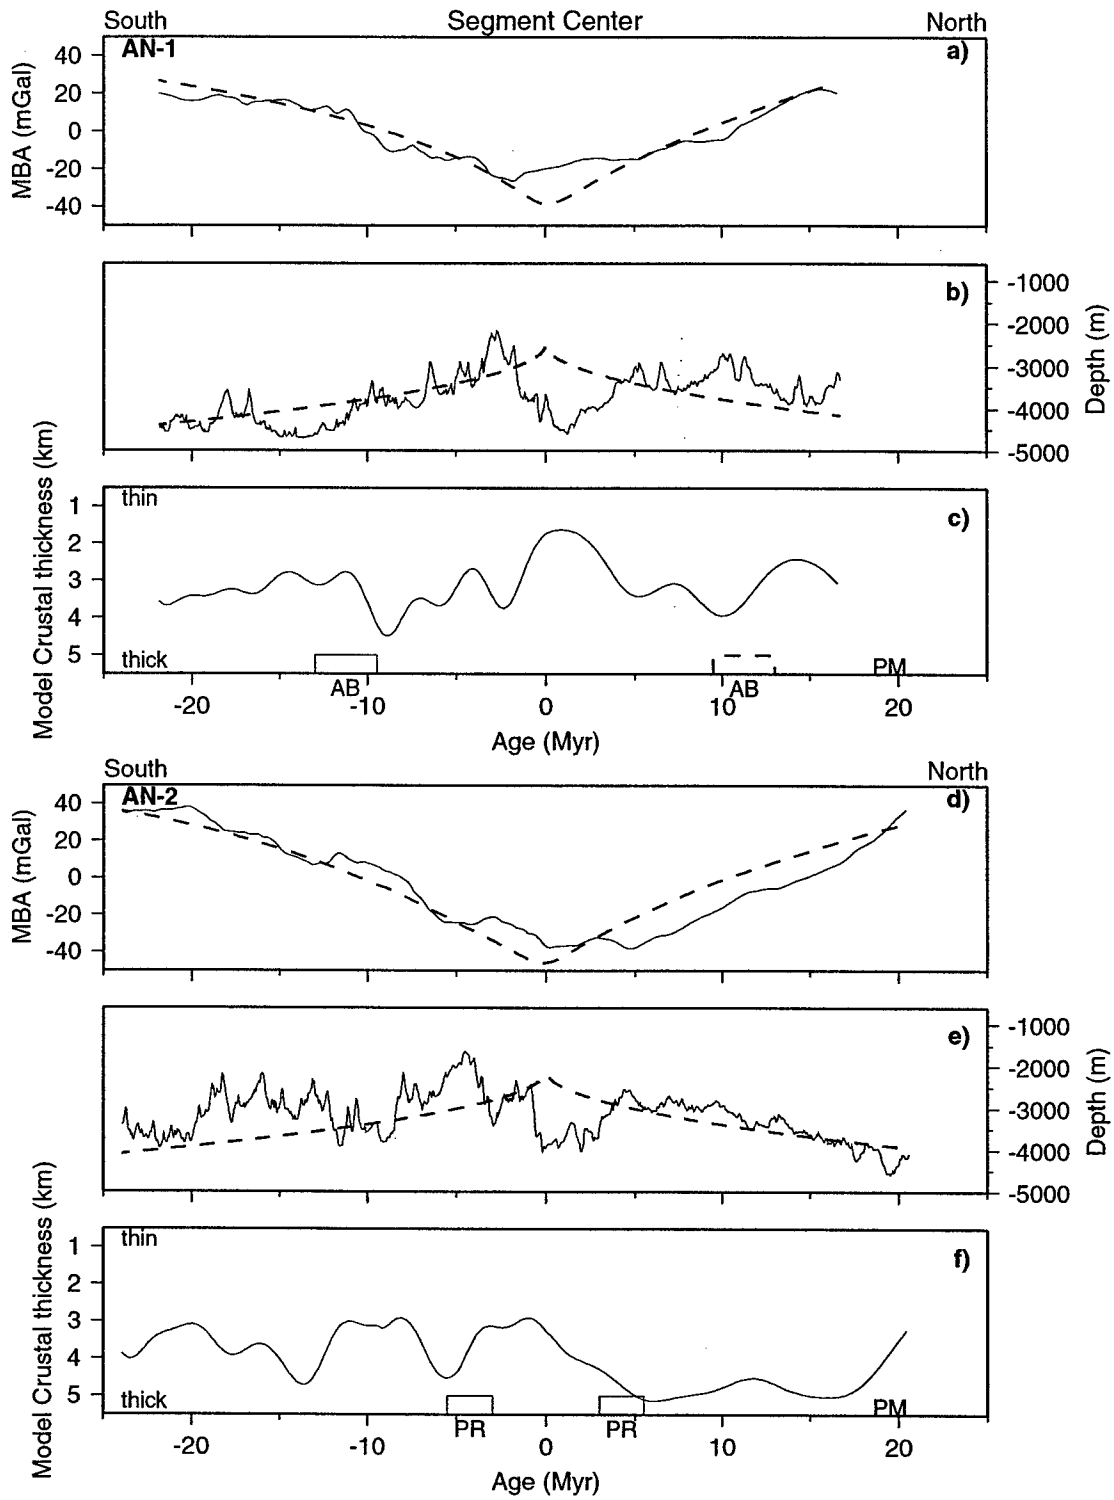 South Segment Center North
AN-1 a)
MBA (mGal)
40
20
0
-20
-40
b)
-1000
-2000
-3000
-4000
-5000
Depth (m)
Model Crustal thickness (km)
thin c)
1
2
3
4
5
thick PM
AB AB
-20 -10 0 10 20
Age (Myr)
South North
AN-2 d)
MBA (mGal)
40
20
0
-20
-40
e)
-1000
-2000
-3000
-4000
-5000
Depth (m)
Model Crustal thickness (km)
thin f)
1
2
3
4
5
thick PM
PR PR
-20 -10 0 10 20
Age (Myr)